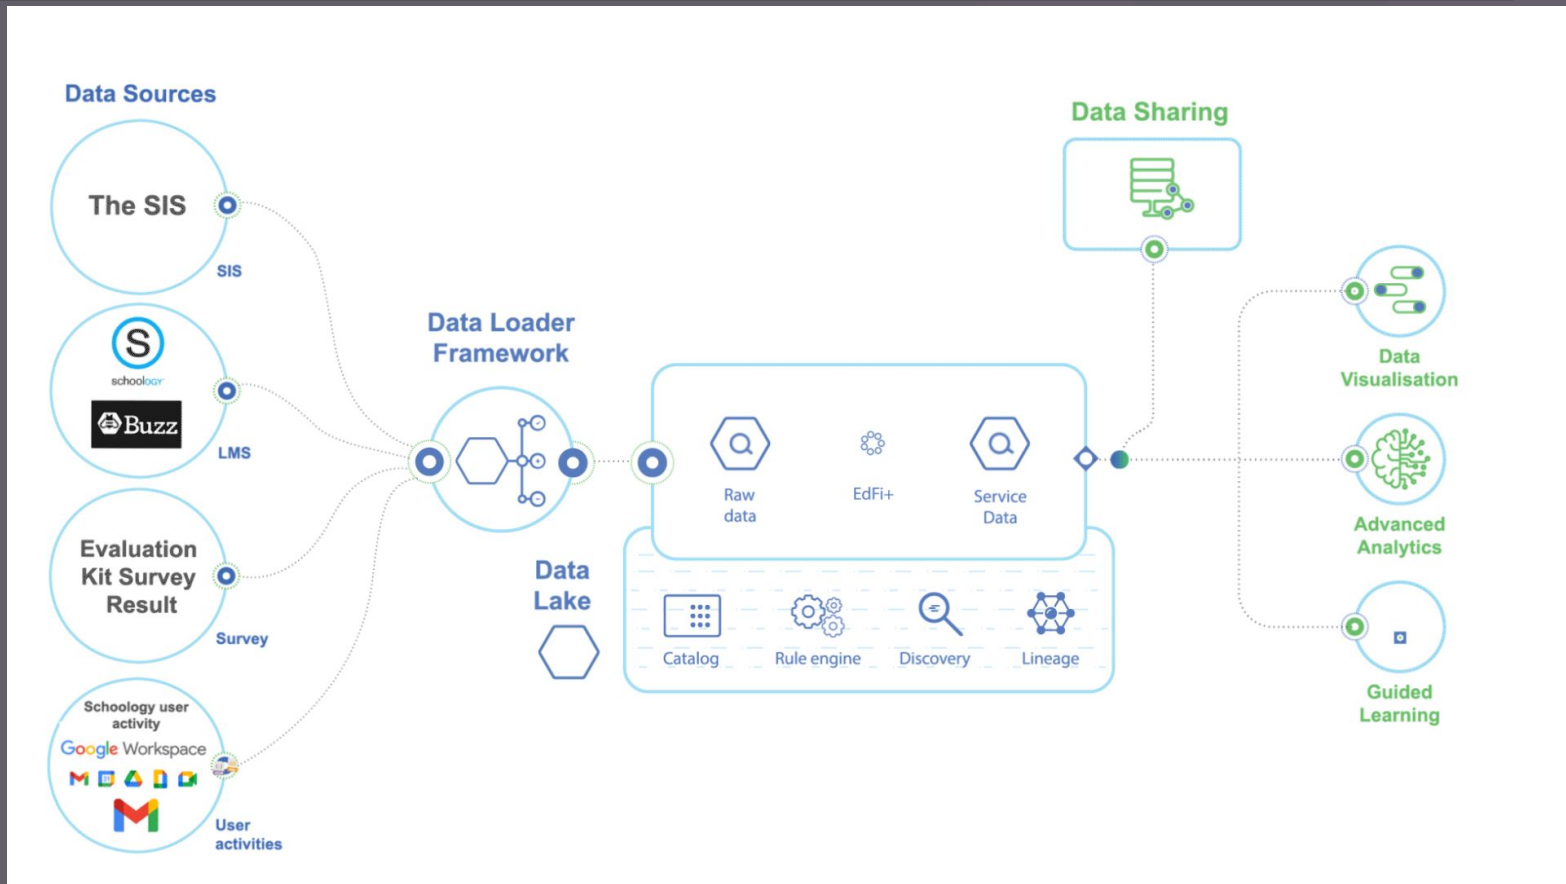 Data Sources
The SIS
SIS
S
schoology
Buzz
LMS
Evaluation
Kit Survey
Result
Survey
Schoology user
activity
Google Workspace
31
User
activities
Data Loader
Framework
Raw
data
EdFi+
Service
Data
Data
Lake
Catalog
Rule engine
Discovery
Lineage
Data Sharing
Data
Visualisation
Advanced
Analytics
Guided
Learning